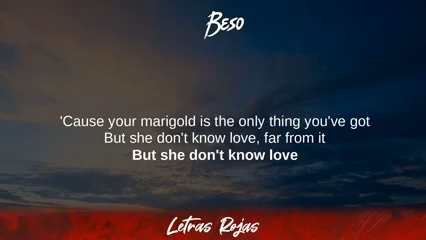 Beso
'Cause your marigold is the only thing you've got
But she don't know love, far from it
But she don't know love
Letras Rojas